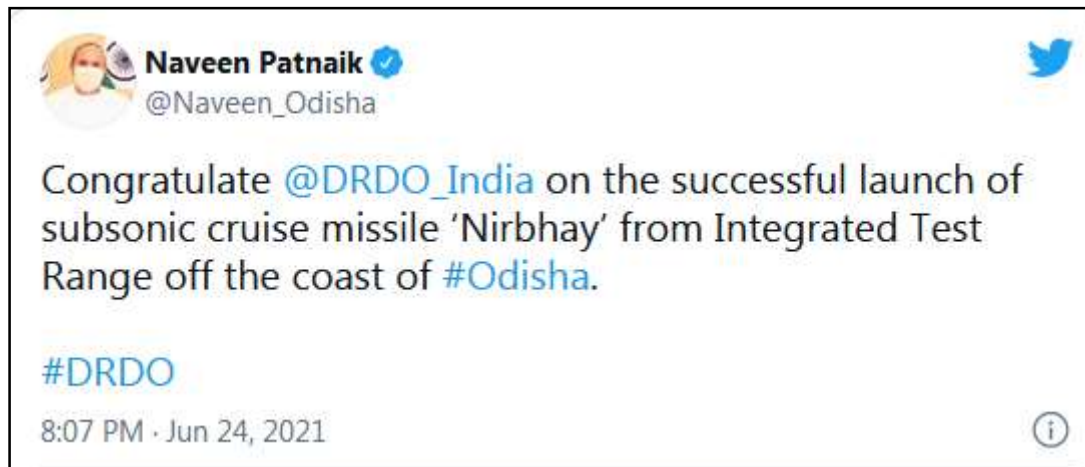 Naveen Patnaik
@Naveen_Odisha
Congratulate @DRDO_India on the successful launch of
subsonic cruise missile ‘Nirbhay’ from Integrated Test
Range off the coast of #Odisha.
#DRDO
8:07 PM · Jun 24, 2021